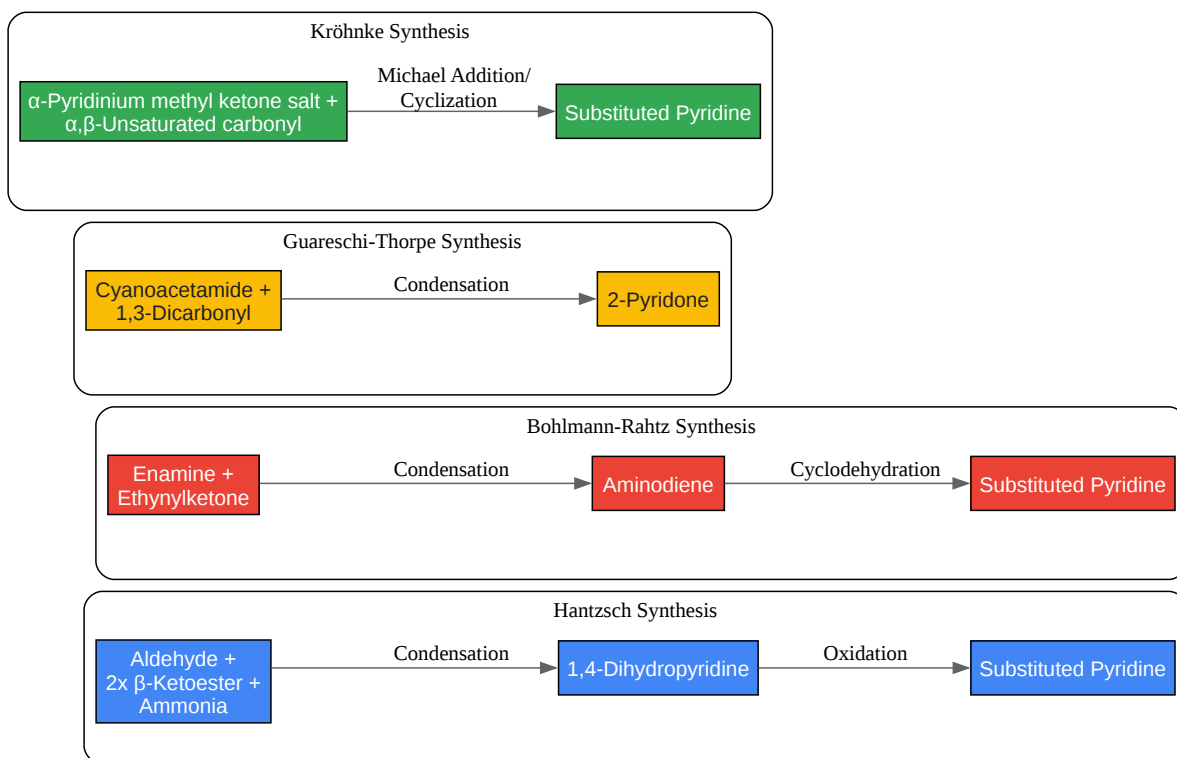 Kröhnke Synthesis
α-Pyridinium methyl ketone salt +
α,β-Unsaturated carbonyl
Michael Addition/
Cyclization
Substituted Pyridine
Guareschi-Thorpe Synthesis
Cyanoacetamide +
1,3-Dicarbonyl
Condensation
2-Pyridone
Bohlmann-Rahtz Synthesis
Enamine +
Ethynylketone
Condensation
Aminodiene
Cyclodehydration
Substituted Pyridine
Hantzsch Synthesis
Aldehyde +
2x β-Ketoester +
Ammonia
Condensation
1,4-Dihydropyridine
Oxidation
Substituted Pyridine